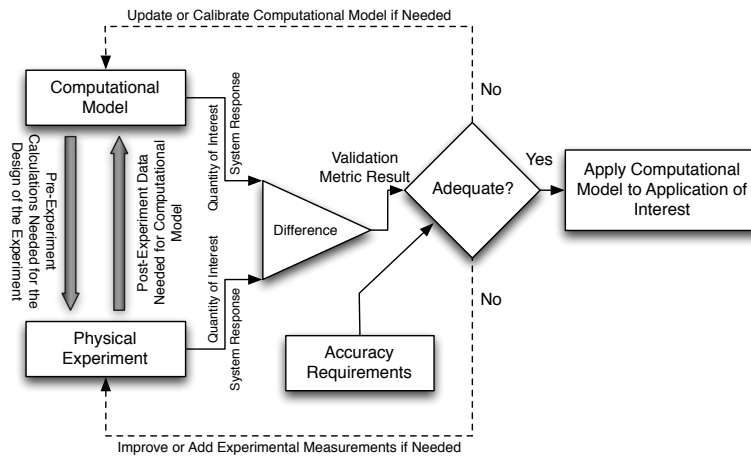 Update or Calibrate Computational Model if Needed
Computational
Model
No
Pre-Experiment
Calculations Needed for the
Design of the Experiment
Post-Experiment Data
Needed for Computational
Model
Quantity of Interest
System Response
Validation
Metric Result
Adequate?
Yes
Apply Computational
Model to Application of
Interest
Difference
Quantity of Interest
System Response
No
Physical
Experiment
Accuracy
Requirements
Improve or Add Experimental Measurements if Needed